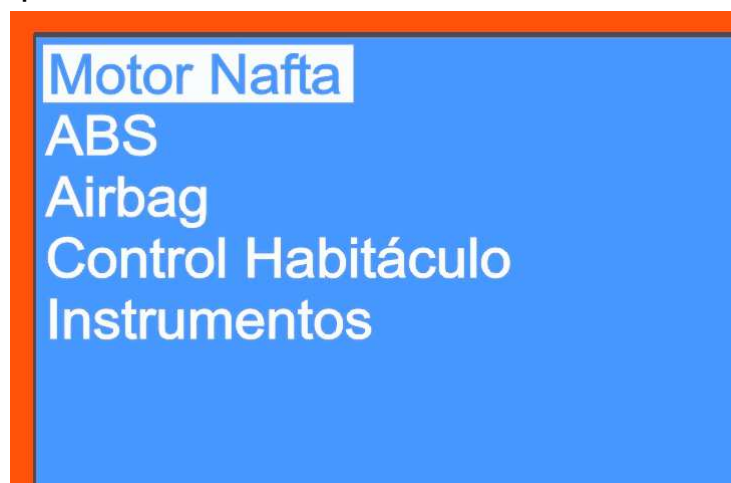 Motor Nafta
ABS
Airbag
Control Habitáculo
Instrumentos